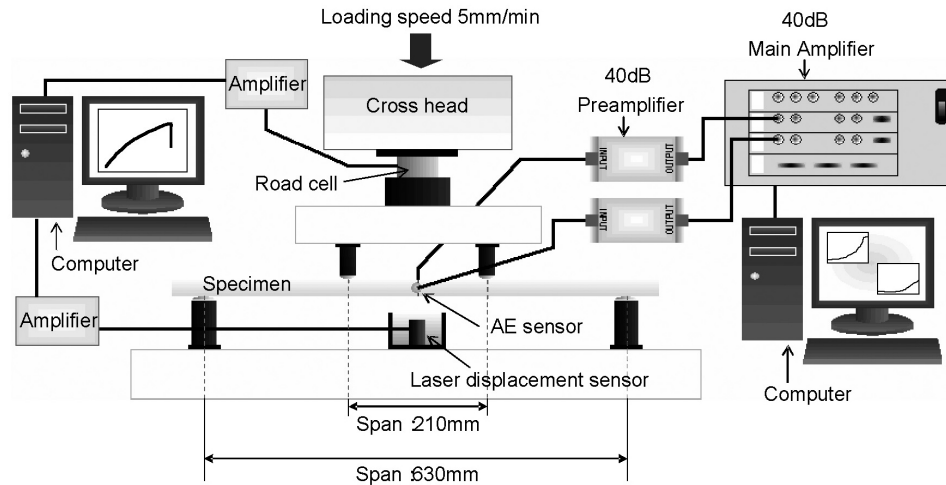 Loading speed 5mm/min
40dB
Main Amplifier
Amplifier
40dB
Preamplifier
Cross head
Road cell
INPUT
OUTPUT
INPUT
OUTPUT
Computer
Specimen
Amplifier
AE sensor
Laser displacement sensor
Computer
Span :210mm
Span :630mm